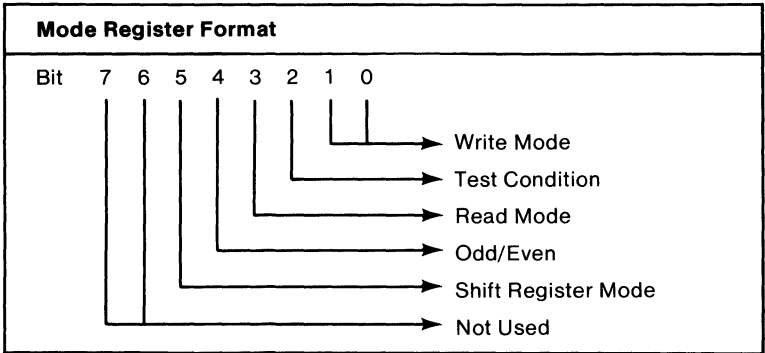 Mode Register Format
Bit 7 6 5 4 3 2 1 0
Write Mode
Test Condition
Read Mode
Odd/Even
Shift Register Mode
Not Used